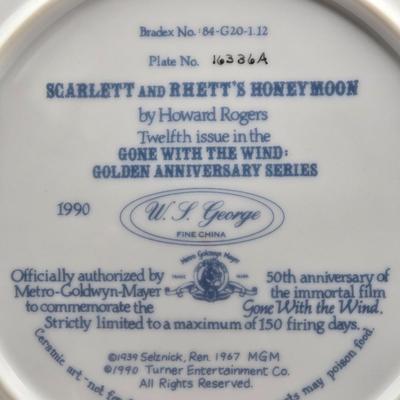 Bradex No.: 84-G20-1.12
Plate No. 16336A
SCARLETT AND RHETT'S HONEYMOON
by Howard Rogers
Twelfth issue in the
GONE WITH THE WIND:
GOLDEN ANNIVERSARY SERIES
1990
W. S. George
FINE CHINA
Metro Goldwyn Mayer
TRADE MARK
Officially authorized by
Metro-Goldwyn-Mayer
to commemorate the
50th anniversary of
the immortal film
Gone With the Wind.
Strictly limited to a maximum of 150 firing days.
©1939 Selznick, Ren. 1967 MGM
©1990 Turner Entertainment Co.
All Rights Reserved.
Ceramic art - not for
ts may poison food.